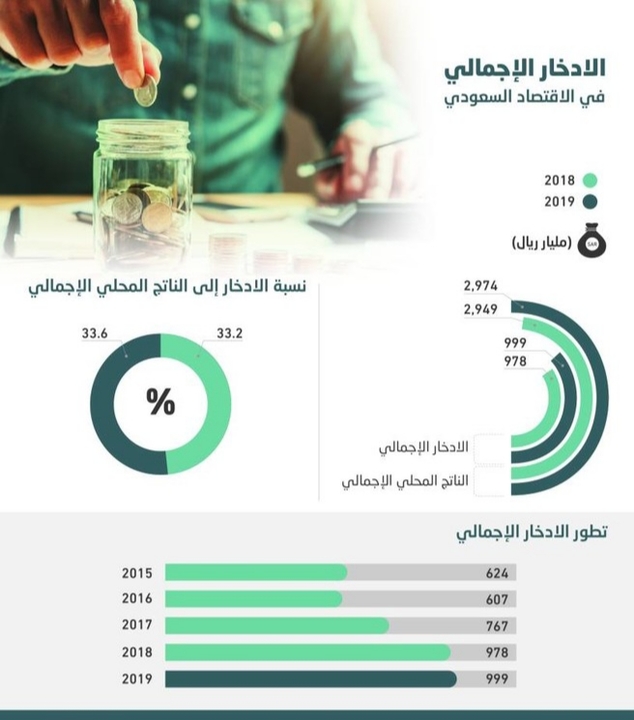 الادخار الإجمالي
في الاقتصاد السعودي
2018
2019
(مليار ريال)
SAR
نسبة الادخار إلى الناتج المحلي الإجمالي
33.6
33.2
%
2,974
2,949
999
978
الادخار الإجمالي
الناتج المحلي الإجمالي
تطور الادخار الإجمالي
2015 624
2016 607
2017 767
2018 978
2019 999